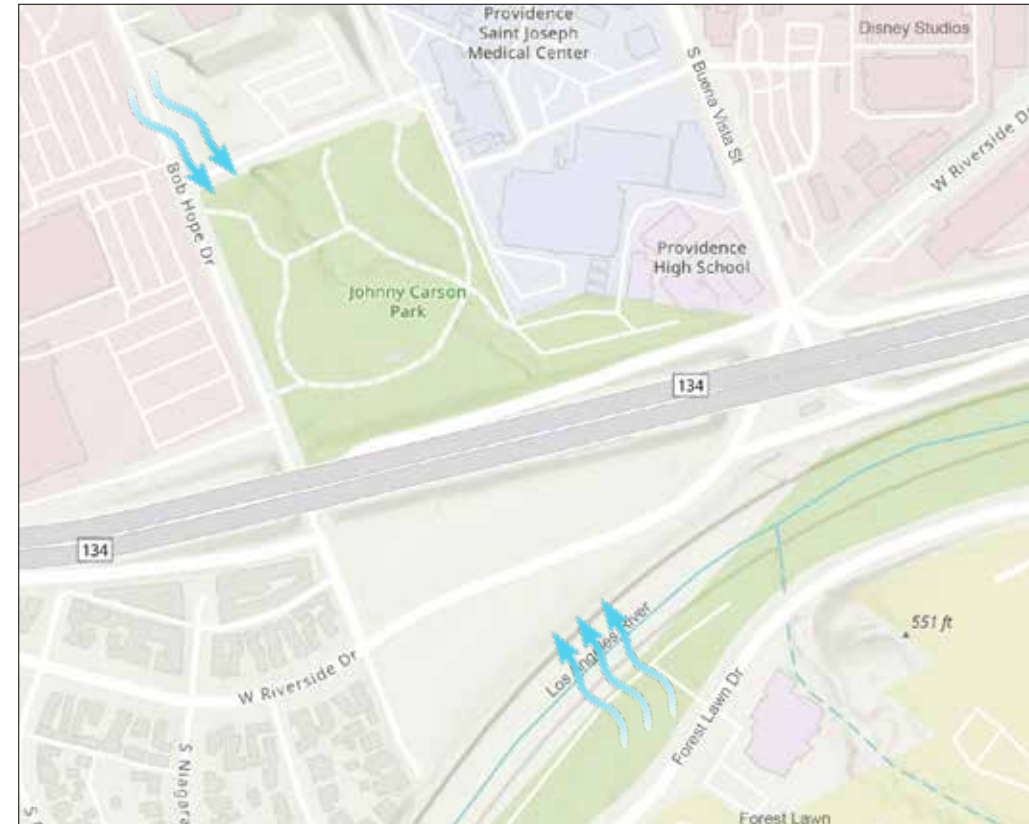 Providence
Saint Joseph
Medical Center
Disney Studios
S Buena Vista St
W Riverside Dr
Bob Hope Dr
Providence
High School
Johnny Carson
Park
134
134
551 ft
Los Angeles River
W Riverside Dr
Forest Lawn Dr
S Niagara
Forest Lawn